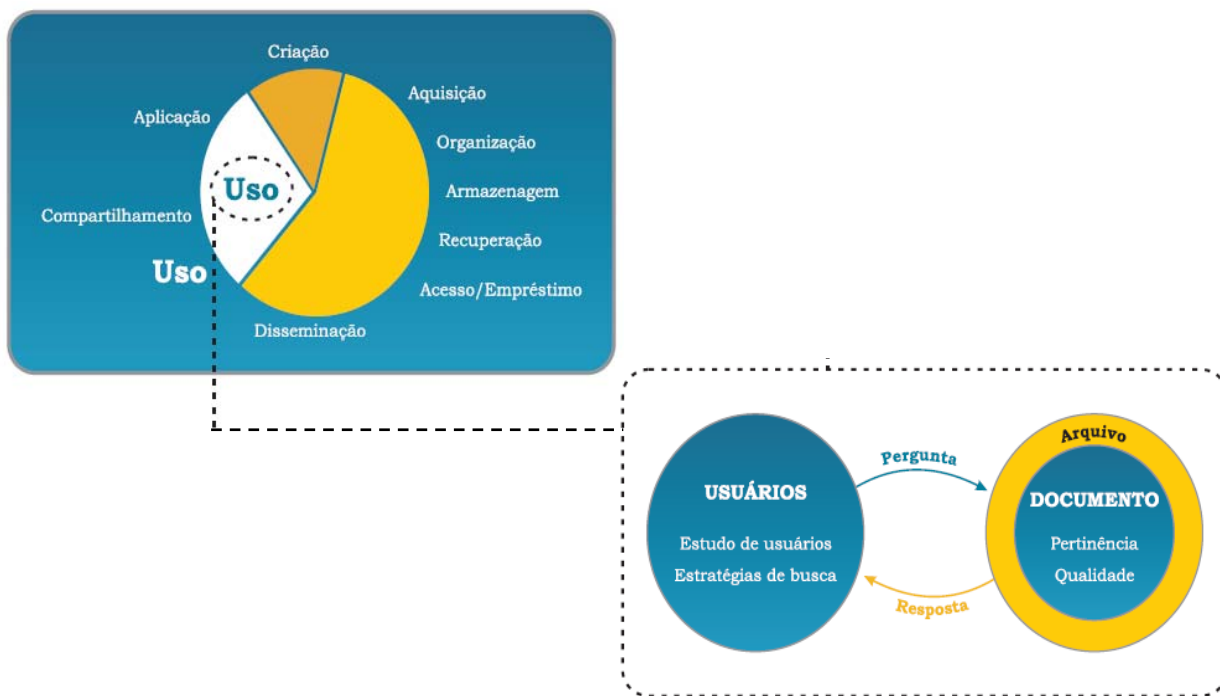 Criação
Aquisição
Aplicação
Organização
Uso
Armazenagem
Compartilhamento
Recuperação
Uso
Acesso/Empréstimo
Disseminação
Arquivo
Pergunta
USUÁRIOS
DOCUMENTO
Estudo de usuários
Pertinência
Estratégias de busca
Qualidade
Resposta